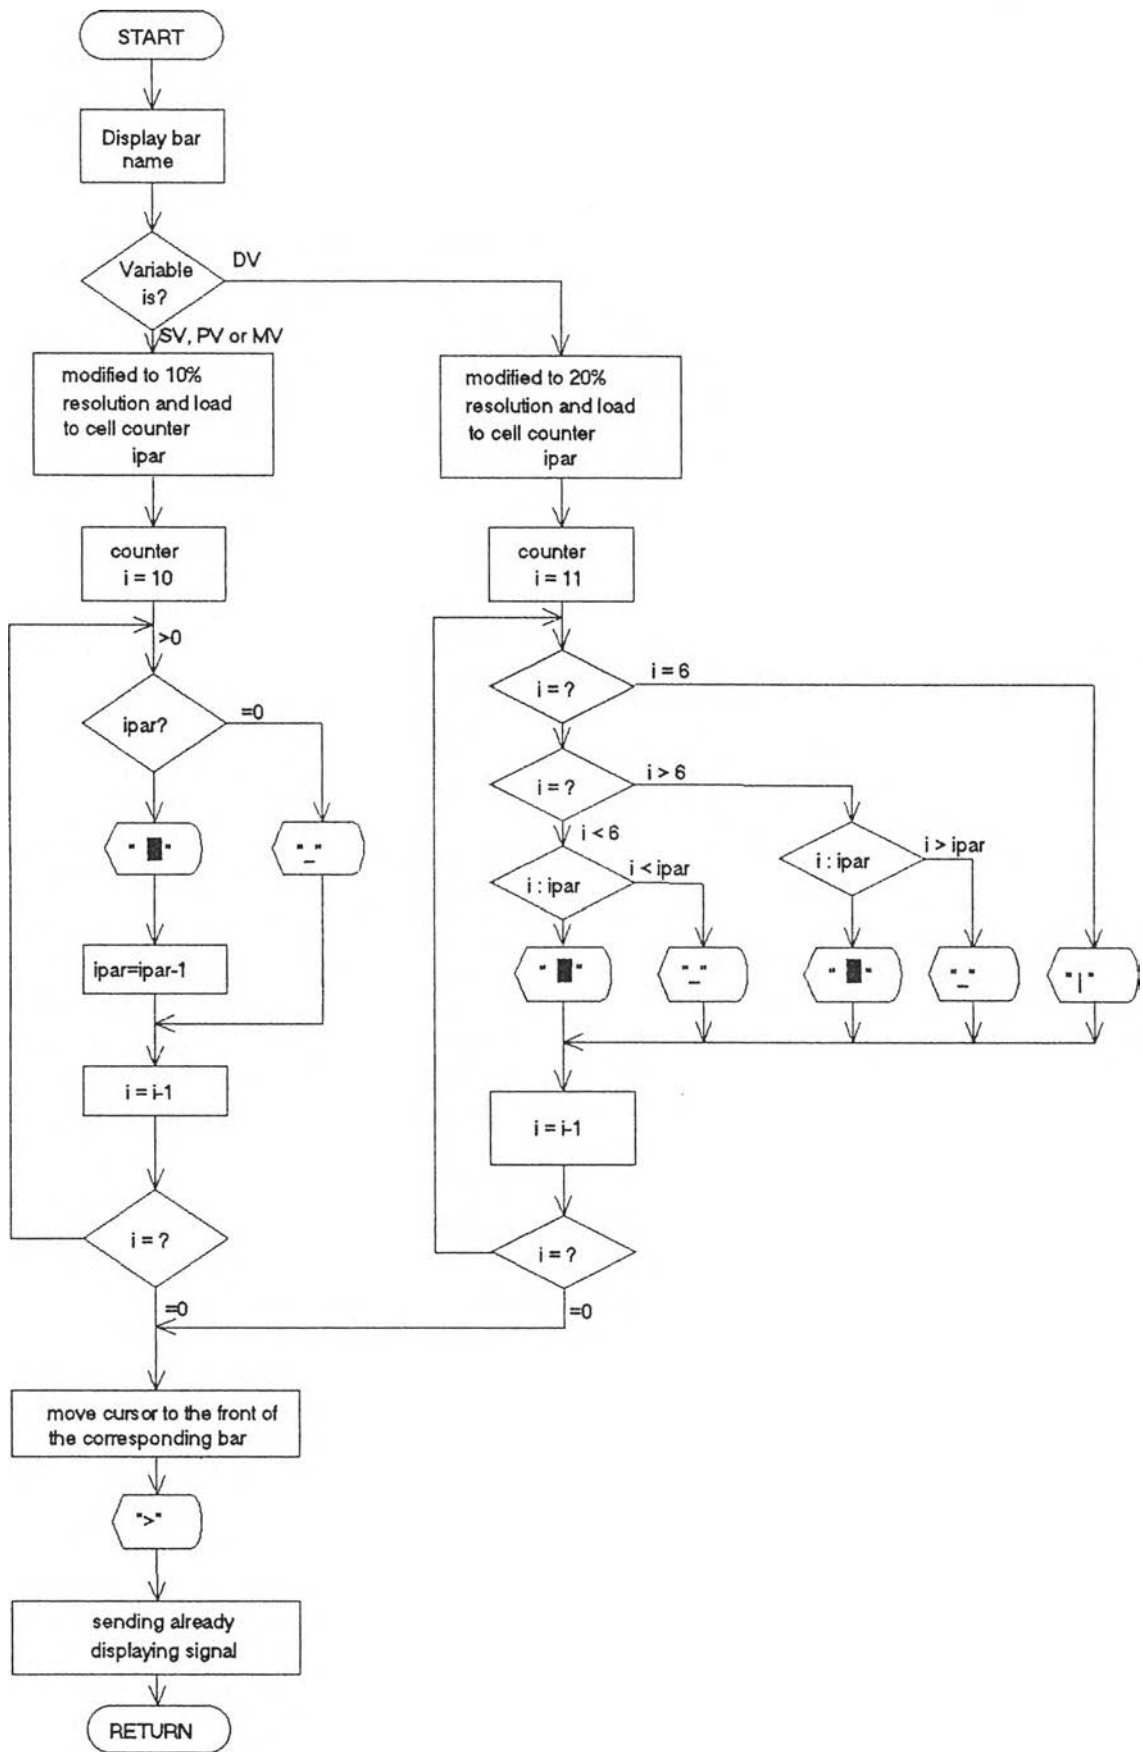 START
Display bar
name
Variable
is?
DV
SV, PV or MV
modified to 10%
resolution and load
to cell counter
ipar
modified to 20%
resolution and load
to cell counter
ipar
counter
i = 10
counter
i = 11
>0
ipar?
=0
i = ?
i = 6
i = ?
i > 6
i < 6
"█"
"_"
i : ipar
i < ipar
i : ipar
i > ipar
ipar=ipar-1
"█"
"_"
"█"
"_"
"|"
i = i-1
i = i-1
i = ?
i = ?
=0
=0
move cursor to the front of
the corresponding bar
">"
sending already
displaying signal
RETURN